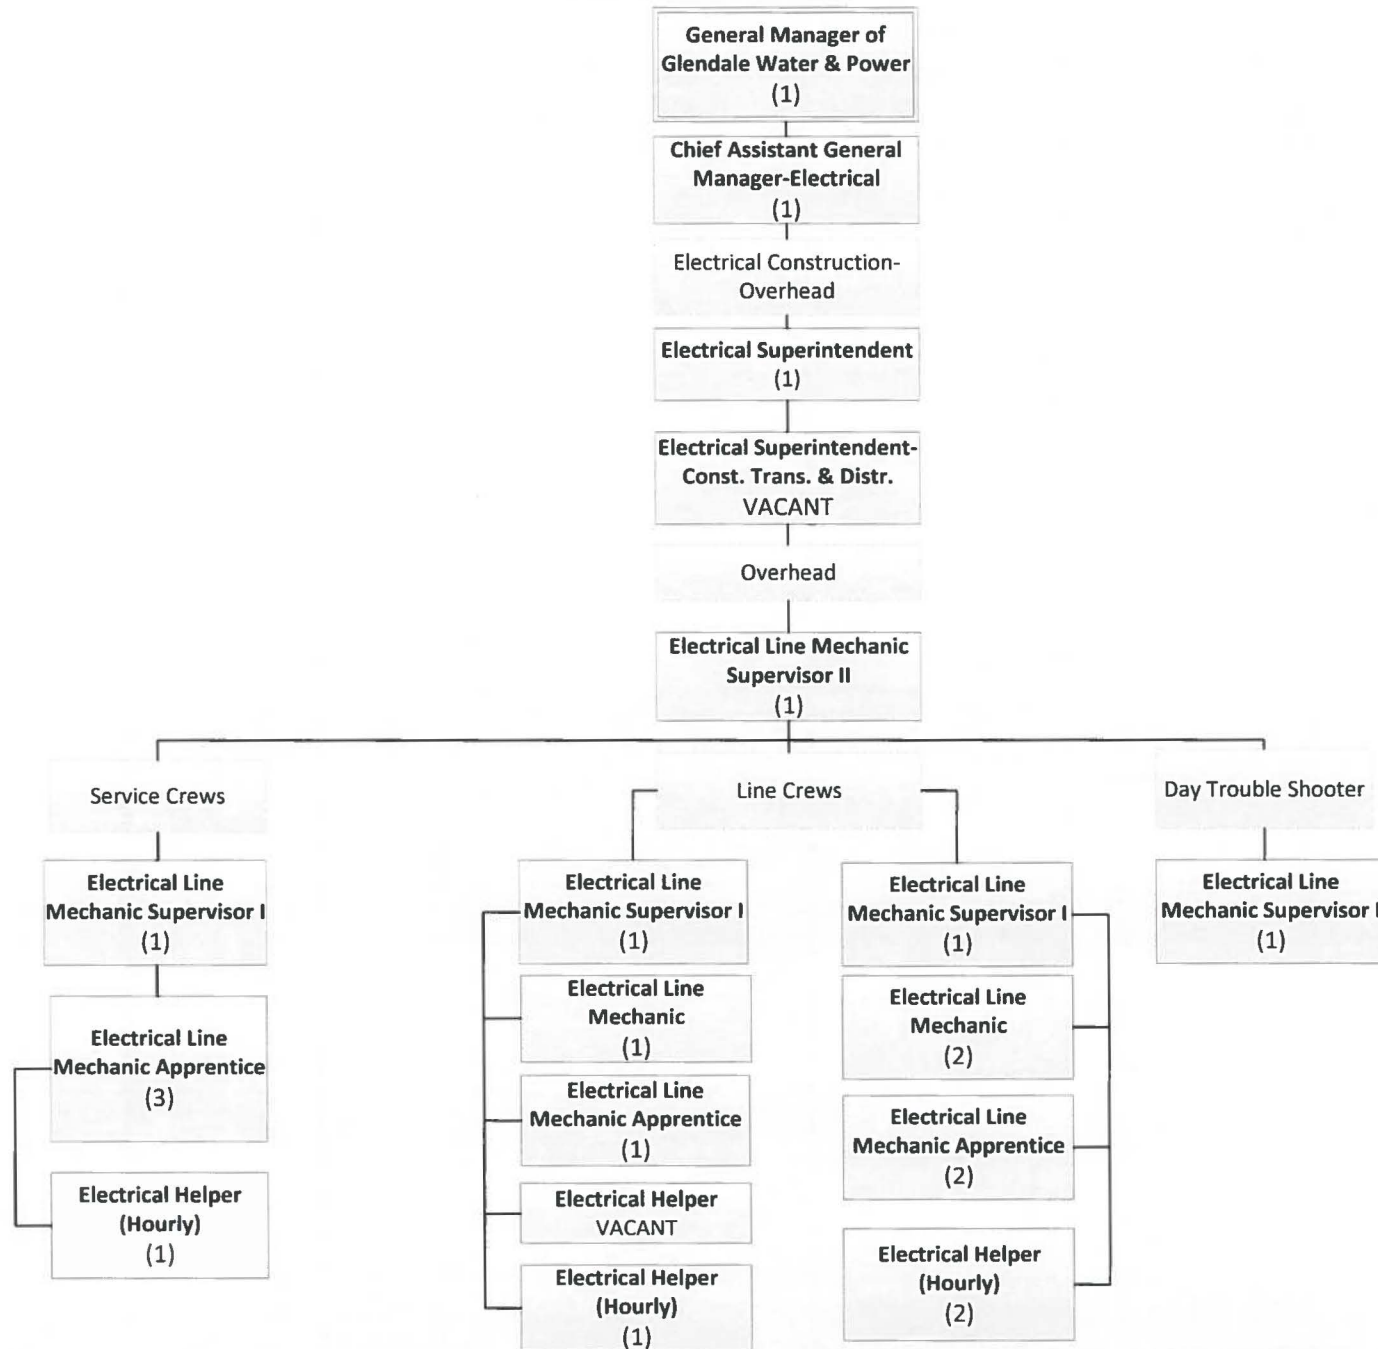 General Manager of
Glendale Water & Power
(1)
Chief Assistant General
Manager-Electrical
(1)
Electrical Construction-
Overhead
Electrical Superintendent
(1)
Electrical Superintendent-
Const. Trans. & Distr.
VACANT
Overhead
Electrical Line Mechanic
Supervisor II
(1)
Service Crews
Electrical Line
Mechanic Supervisor I
(1)
Electrical Line
Mechanic Apprentice
(3)
Electrical Helper
(Hourly)
(1)
Line Crews
Electrical Line
Mechanic Supervisor I
(1)
Electrical Line
Mechanic
(1)
Electrical Line
Mechanic Apprentice
(1)
Electrical Helper
VACANT
Electrical Helper
(Hourly)
(1)
Electrical Line
Mechanic Supervisor I
(1)
Electrical Line
Mechanic
(2)
Electrical Line
Mechanic Apprentice
(2)
Electrical Helper
(Hourly)
(2)
Day Trouble Shooter
Electrical Line
Mechanic Supervisor I
(1)